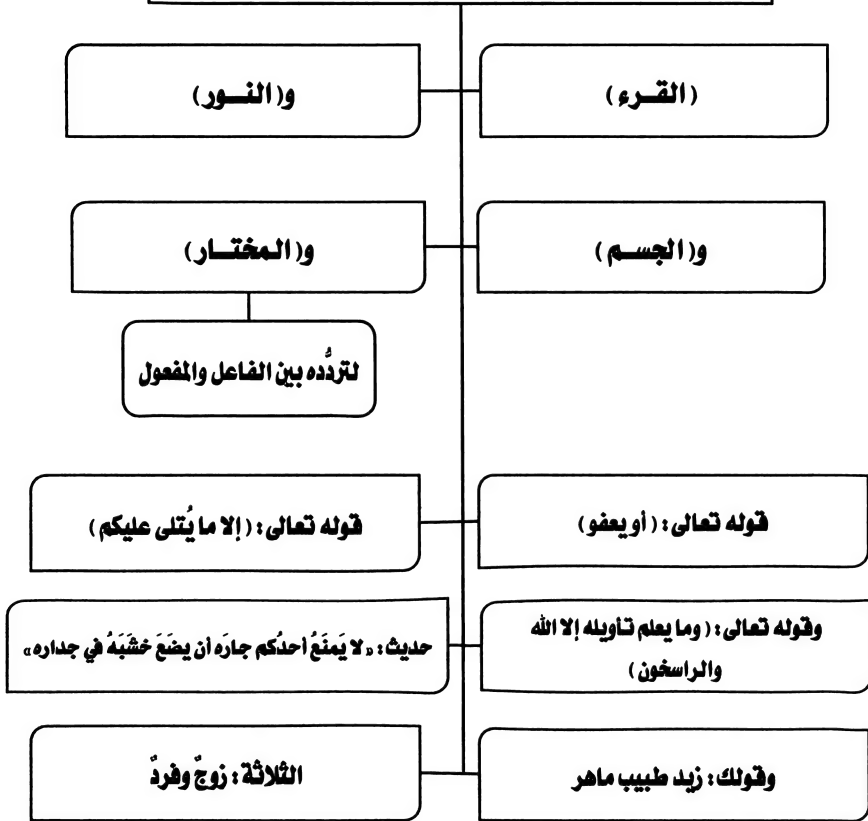 (القرء)
و(النور)
و(الجسم)
و(المختار)
لتردُّده بين الفاعل والمفعول
قوله تعالى: (أو يعفو)
قوله تعالى: (إلا ما يُتلى عليكم)
وقوله تعالى: (وما يعلم تأويله إلا الله
والراسخون)
حديث: «لا يَمنَعُ أحدُكم جارَه أن يضَعَ خشَبَهُ في جداره»
وقولك: زيد طبيب ماهر
الثلاثة: زوجٌ وفردٌ